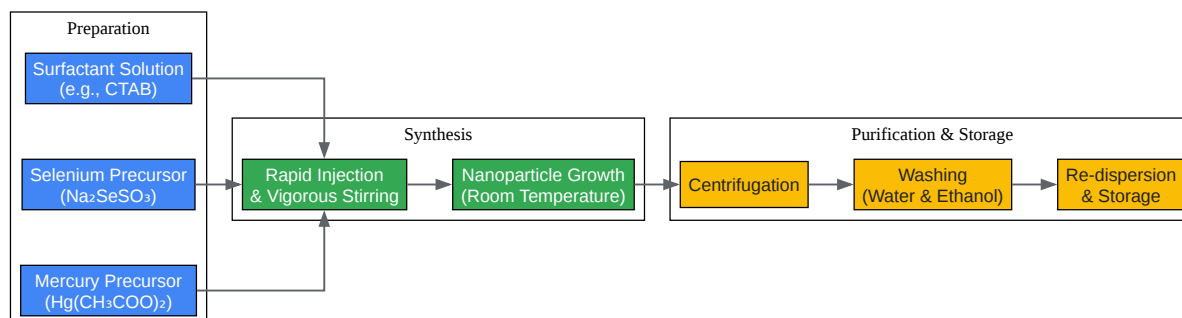 Preparation
Surfactant Solution
(e.g., CTAB)
Selenium Precursor
(Na₂SeSO₃)
Mercury Precursor
(Hg(CH₃COO)₂)
Synthesis
Rapid Injection
& Vigorous Stirring
Nanoparticle Growth
(Room Temperature)
Purification & Storage
Centrifugation
Washing
(Water & Ethanol)
Re-dispersion
& Storage